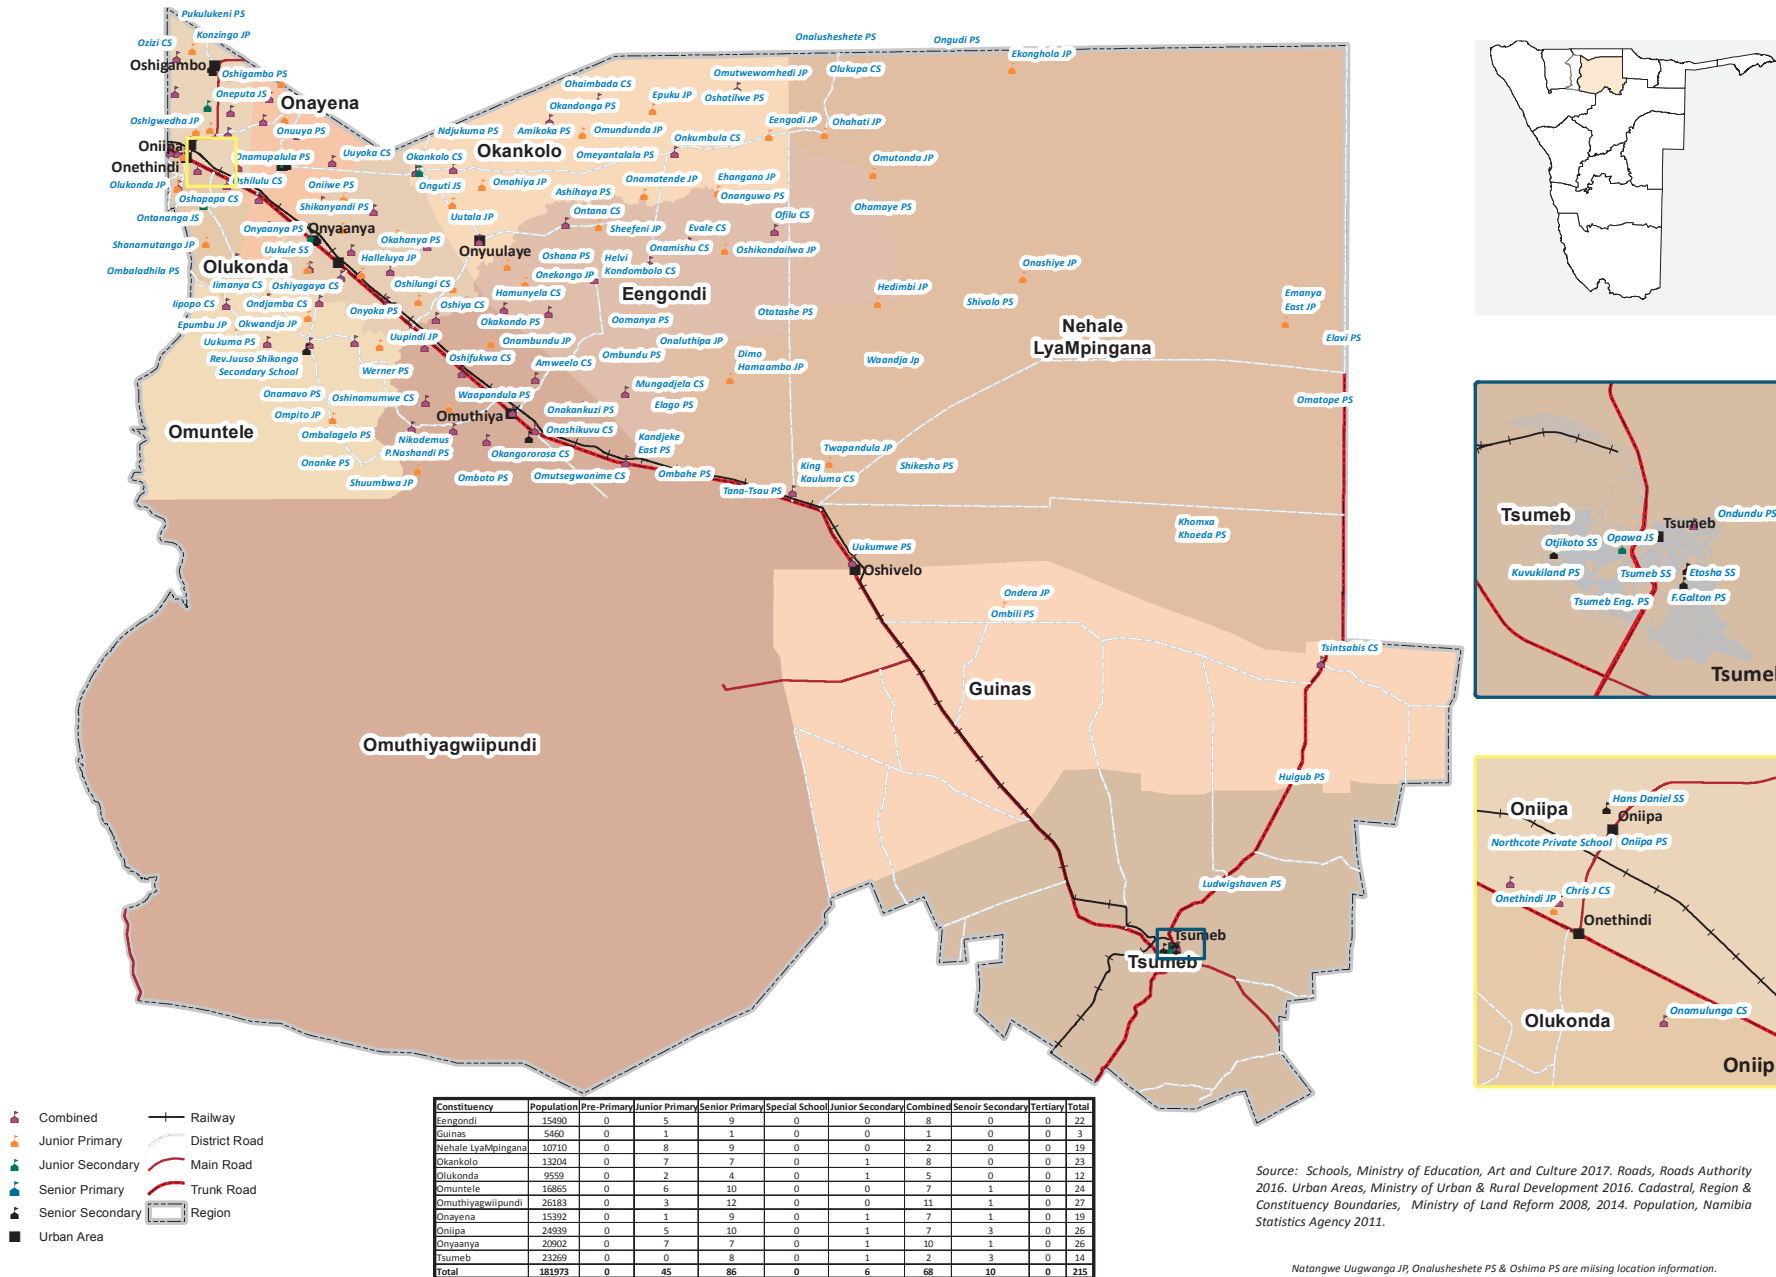 Pukulukeni PS
Konzingo JP
Ozizi CS
Oshigambo
Oshigambo PS
Oneputa JS
Onayena
Oshigwedha JP
Onuuya PS
Oniipa
Onethindi
Onamupalula PS
Uuyoka CS
Olukonda JP
Oshilulu CS
Oshapapa CS
Oniiwe PS
Shikanyandi PS
Ontananga JS
Onyaanya PS
Onyaanya
Shanamutango JP
Uukule SS
Okahanya PS
Halleluya JP
Ombaladhila PS
Olukonda
Iimanya CS
Oshiyagaya CS
Oshilungi CS
Iipopo CS
Ondjamba CS
Onyoka PS
Oshiya CS
Epumbu JP
Okwandja JP
Uukuma PS
Uupindi JP
Rev.Juuso Shikongo
Secondary School
Werner PS
Oshifukwa CS
Onamavo PS
Oshinamumwe CS
Waapandula PS
Ompito JP
Omuthiya
Omuntele
Ombalagelo PS
Nikodemus
P.Nashandi PS
Onanke PS
Shuumbwa JP
Omboto PS
Onalusheshete PS
Ongudi PS
Ekonghola JP
Omutwewomhedi JP
Olukupa CS
Ohaimbada CS
Epuku JP
Oshatilwe PS
Okandonga PS
Ndjukuma PS
Amikoka PS
Omundunda JP
Onkumbula CS
Eengodi JP
Ohahati JP
Okankolo
Okankolo CS
Omeyantalala PS
Omutonda JP
Onguti JS
Omahiya JP
Ashihaya PS
Onamatende JP
Ehangano JP
Onanguwo PS
Uutala JP
Ontana CS
Sheefeni JP
Evale CS
Ofilu CS
Ohamaye PS
Onyuulaye
Oshana PS
Helvi
Kondombolo CS
Onamishu CS
Oshikondailwa JP
Onekongo JP
Eengondi
Hamunyela CS
Onashiye JP
Hedimbi JP
Shivolo PS
Emanya
East JP
Okakondo PS
Oomanya PS
Otatashe PS
Nehale
LyaMpingana
Elavi PS
Onambundu JP
Onaluthipa JP
Ombundu PS
Dimo
Hamaambo JP
Waandja Jp
Amweelo CS
Mungadjela CS
Elago PS
Omatope PS
Onakankuzi PS
Onashikuvu CS
Kandjeke
East PS
Okangororosa CS
Omutsegwonime CS
Ombahe PS
Tana-Tsau PS
King
Kauluma CS
Twapandula JP
Shikesho PS
Khomxa
Khoeda PS
Uukumwe PS
Oshivelo
Ondera JP
Ombili PS
Guinas
Tsintsabis CS
Omuthiyagwiipundi
Huigub PS
Ludwigshaven PS
Tsumeb
Tsumeb
Tsumeb
Tsumeb
Ondundu PS
Otjikoto SS
Opawa JS
Kuvukiland PS
Tsumeb SS
Etosha SS
Tsumeb Eng. PS
F.Galton PS
Tsume
Oniipa
Hans Daniel SS
Oniipa
Northcote Private School
Oniipa PS
Chris J CS
Onethindi JP
Onethindi
Onamulunga CS
Olukonda
Oniip
Combined
Junior Primary
Junior Secondary
Senior Primary
Senior Secondary
Urban Area
Railway
District Road
Main Road
Trunk Road
Region
Constituency Population Pre-Primary Junior Primary Senior Primary Special School Junior Secondary Combined Senoir Secondary Tertiary Total
Eengondi 15490 0 5 9 0 0 8 0 0 22
Guinas 5460 0 1 1 0 0 1 0 0 3
Nehale LyaMpingana 10710 0 8 9 0 0 2 0 0 19
Okankolo 13204 0 7 7 0 1 8 0 0 23
Olukonda 9559 0 2 4 0 1 5 0 0 12
Omuntele 16865 0 6 10 0 0 7 1 0 24
Omuthiyagwiipundi 26183 0 3 12 0 0 11 1 0 27
Onayena 15392 0 1 9 0 1 7 1 0 19
Oniipa 24939 0 5 10 0 1 7 3 0 26
Onyaanya 20902 0 7 7 0 1 10 1 0 26
Tsumeb 23269 0 0 8 0 1 2 3 0 14
Total 181973 0 45 86 0 6 68 10 0 215
Source: Schools, Ministry of Education, Art and Culture 2017. Roads, Roads Authority
2016. Urban Areas, Ministry of Urban & Rural Development 2016. Cadastral, Region &
Constituency Boundaries, Ministry of Land Reform 2008, 2014. Population, Namibia
Statistics Agency 2011.
Natangwe Uugwanga JP, Onalusheshete PS & Oshima PS are miising location information.